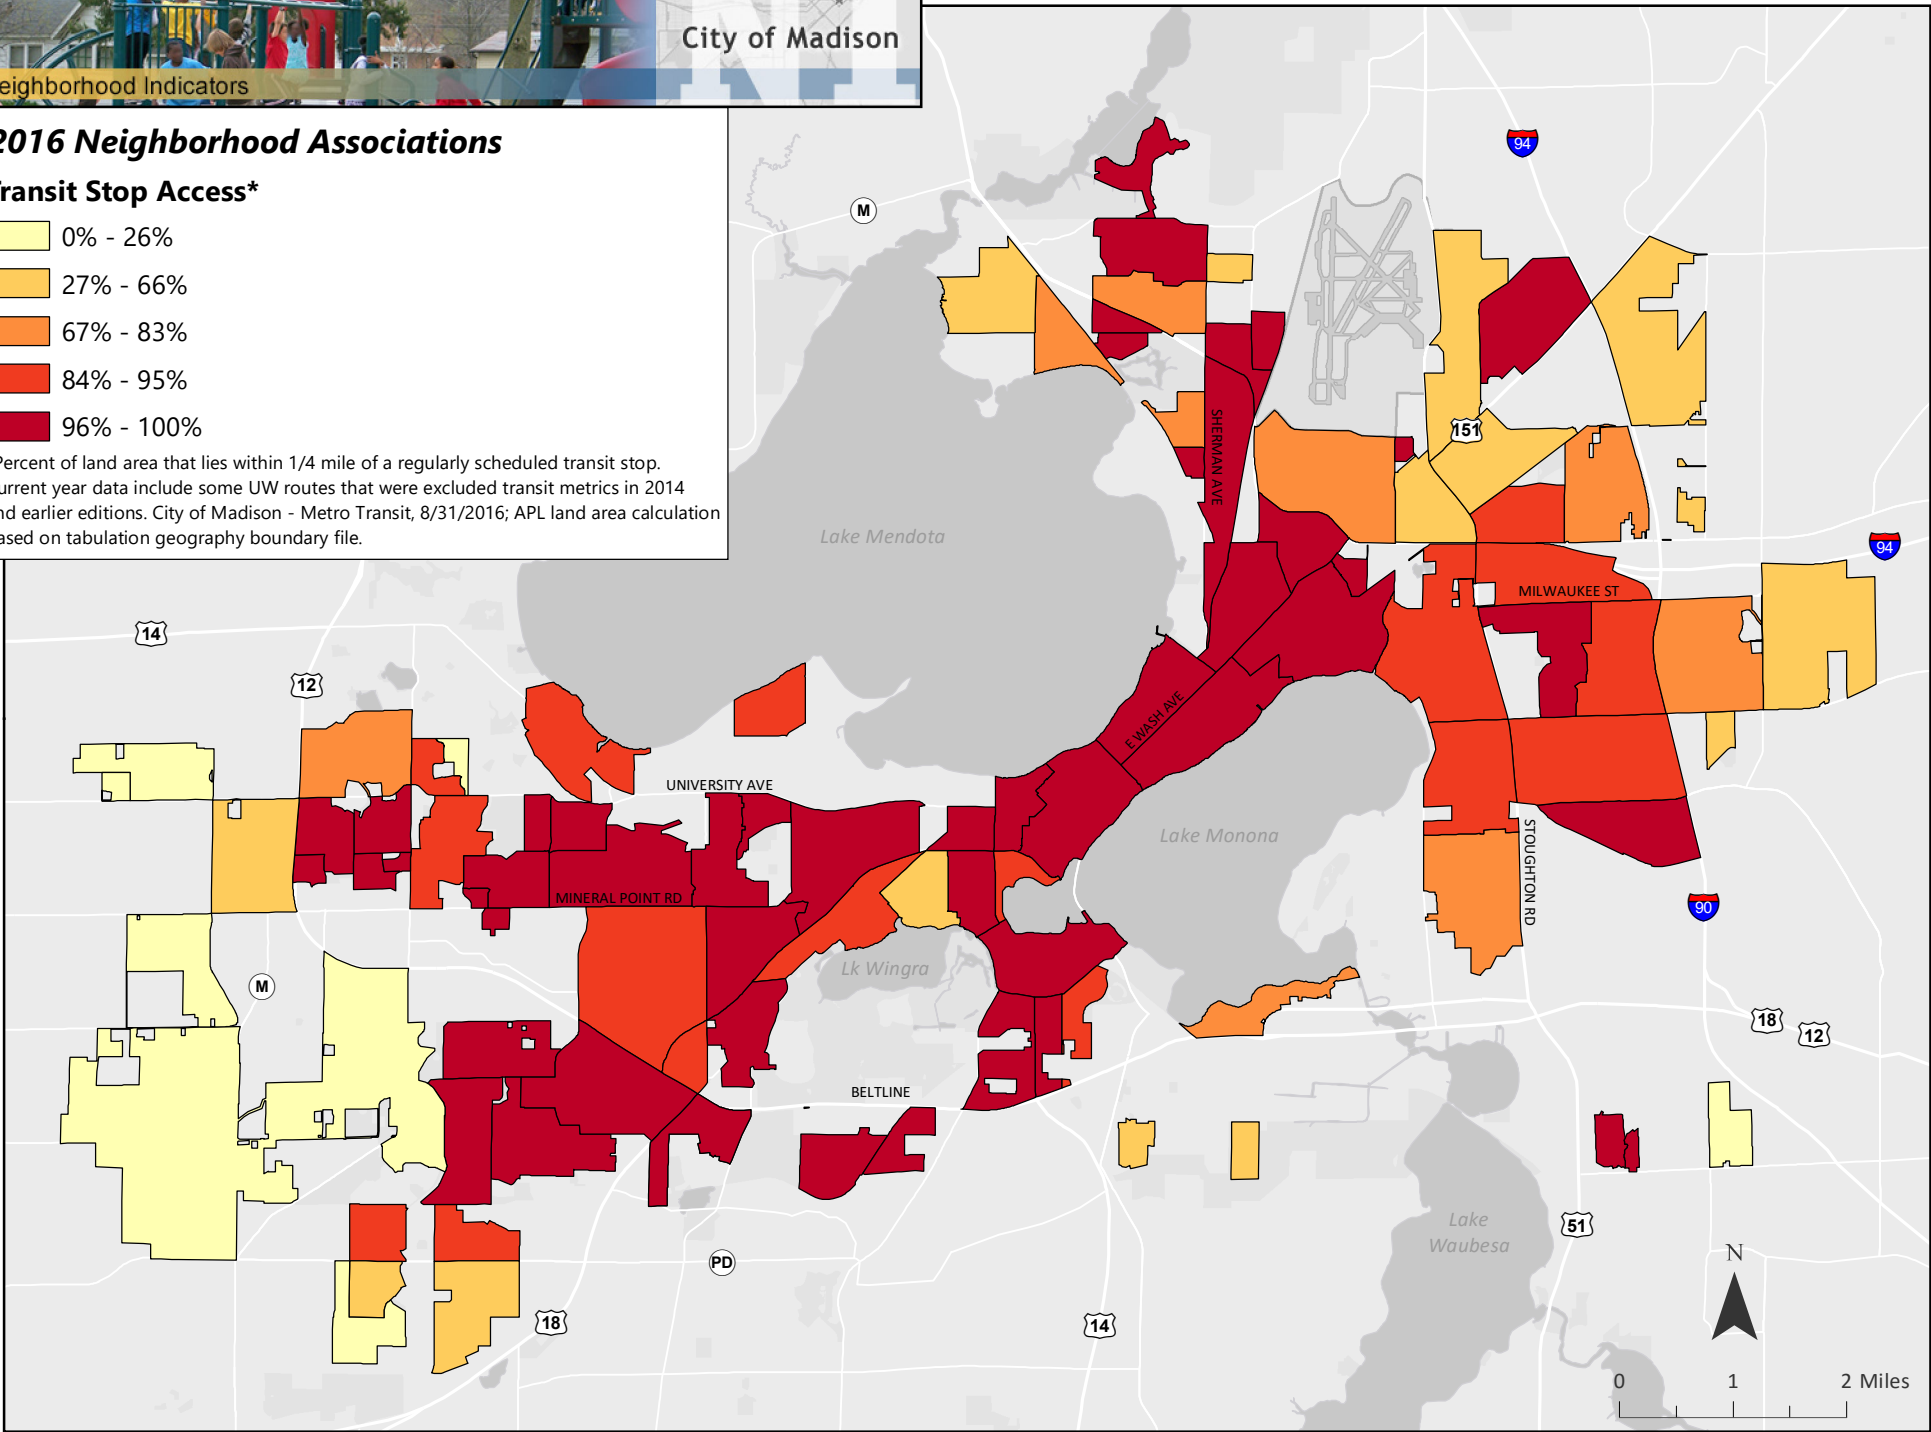 City of Madison
eighborhood Indicators
2016 Neighborhood Associations
ransit Stop Access*
0% - 26%
27% - 66%
67% - 83%
84% - 95%
96% - 100%
Percent of land area that lies within 1/4 mile of a regularly scheduled transit stop.
urrent year data include some UW routes that were excluded transit metrics in 2014
nd earlier editions. City of Madison - Metro Transit, 8/31/2016; APL land area calculation
ased on tabulation geography boundary file.
94
M
151
SHERMAN AVE
Lake Mendota
94
MILWAUKEE ST
14
12
E WASH AVE
UNIVERSITY AVE
Lake Monona
STOUGHTON RD
MINERAL POINT RD
90
Lk Wingra
M
18
12
BELTLINE
Lake
Waubesa
51
N
PD
18
14
0 1 2 Miles